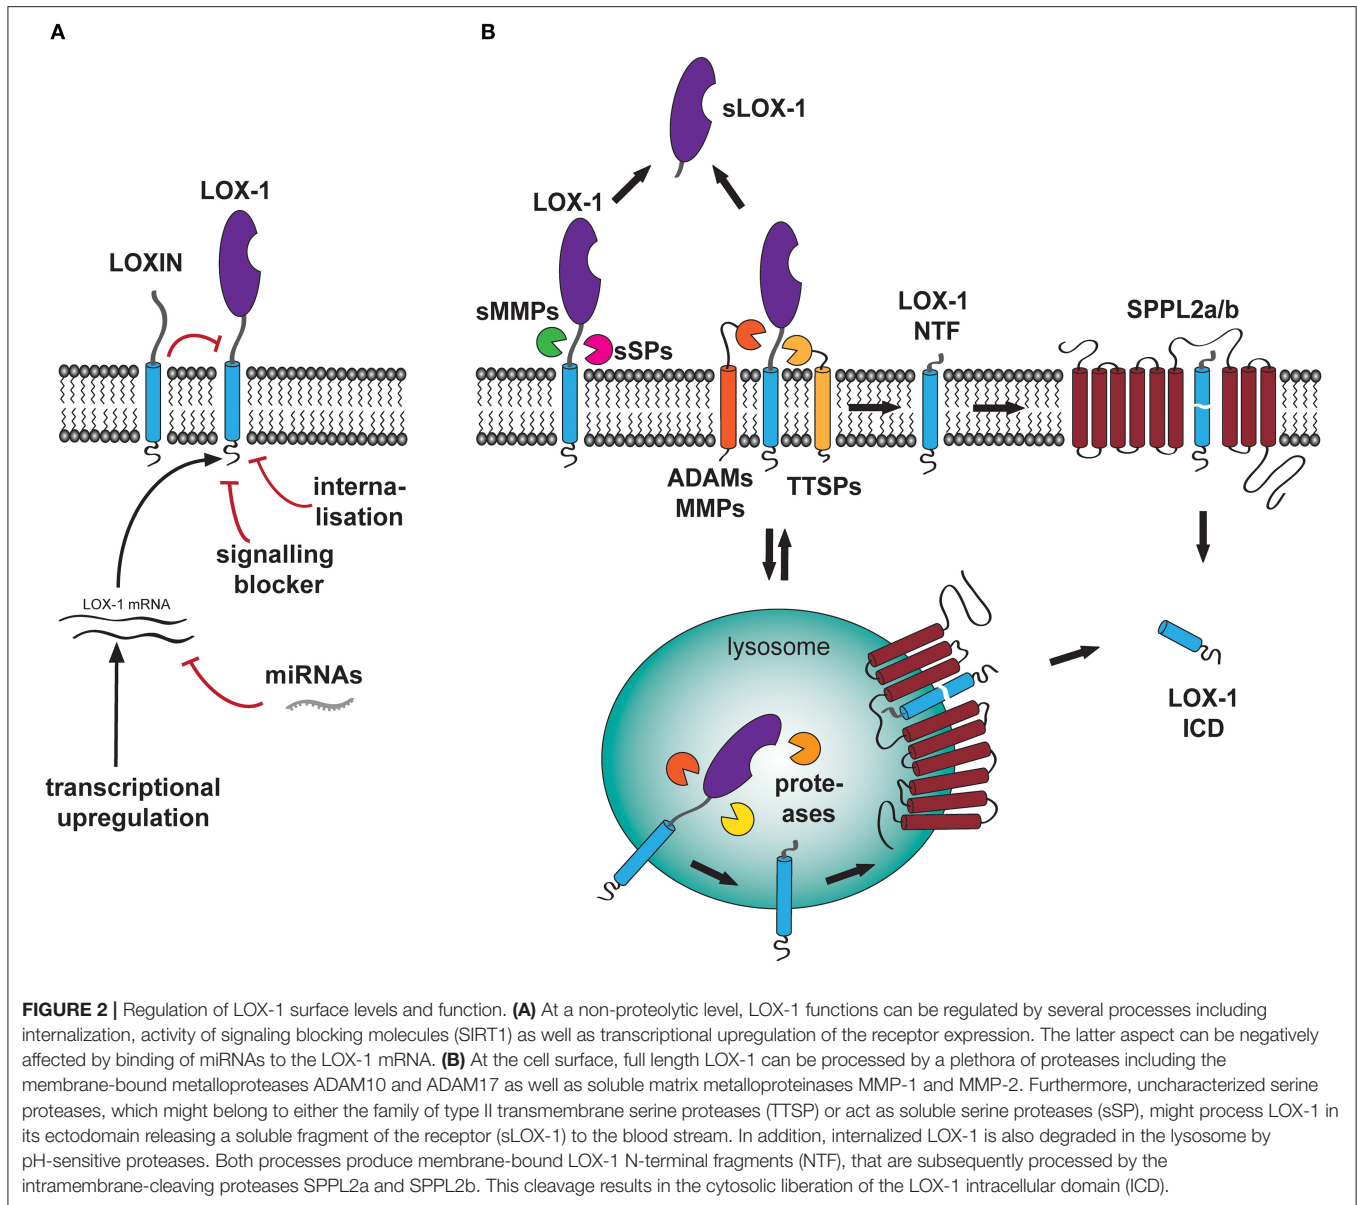 A
B
sLOX-1
LOX-1
LOXIN
LOX-1
sMMPs
sSPs
LOX-1
NTF
SPPL2a/b
ADAMs
MMPs
TTSPs
interna-
lisation
signalling
blocker
LOX-1 mRNA
miRNAs
transcriptional
upregulation
lysosome
prote-
ases
LOX-1
ICD
FIGURE 2 | Regulation of LOX-1 surface levels and function. (A) At a non-proteolytic level, LOX-1 functions can be regulated by several processes including
internalization, activity of signaling blocking molecules (SIRT1) as well as transcriptional upregulation of the receptor expression. The latter aspect can be negatively
affected by binding of miRNAs to the LOX-1 mRNA. (B) At the cell surface, full length LOX-1 can be processed by a plethora of proteases including the
membrane-bound metalloproteases ADAM10 and ADAM17 as well as soluble matrix metalloproteinases MMP-1 and MMP-2. Furthermore, uncharacterized serine
proteases, which might belong to either the family of type II transmembrane serine proteases (TTSP) or act as soluble serine proteases (sSP), might process LOX-1 in
its ectodomain releasing a soluble fragment of the receptor (sLOX-1) to the blood stream. In addition, internalized LOX-1 is also degraded in the lysosome by
pH-sensitive proteases. Both processes produce membrane-bound LOX-1 N-terminal fragments (NTF), that are subsequently processed by the
intramembrane-cleaving proteases SPPL2a and SPPL2b. This cleavage results in the cytosolic liberation of the LOX-1 intracellular domain (ICD).